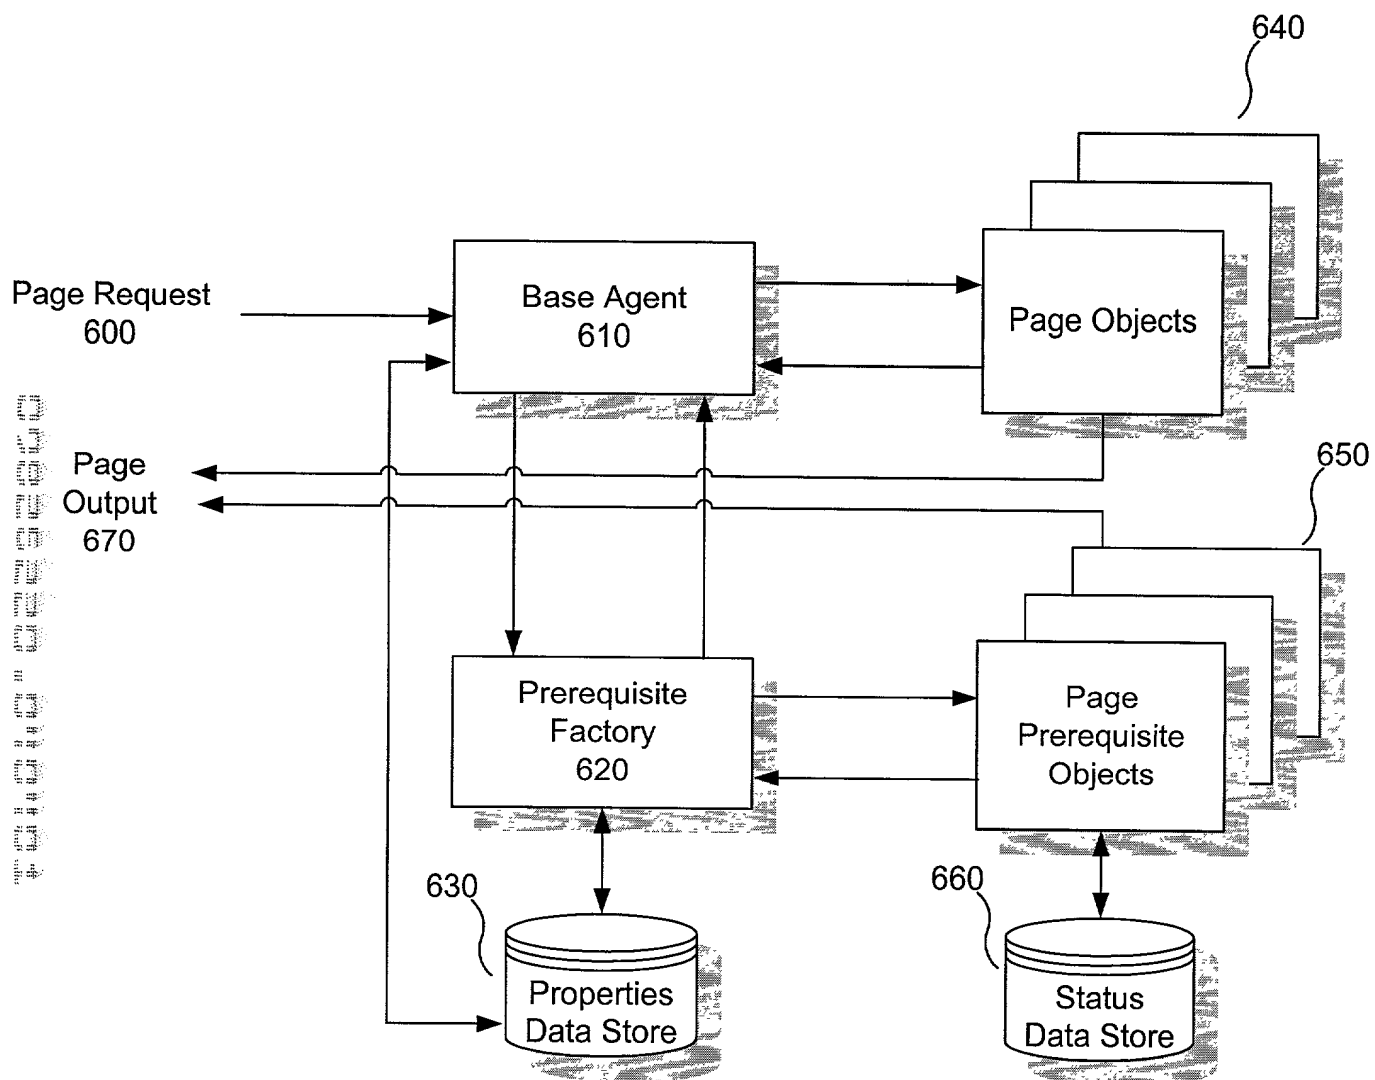 640
Page Request
600
Base Agent
610
Page Objects
Page
Output
670
650
Prerequisite
Factory
620
Page
Prerequisite
Objects
630
660
Properties
Data Store
Status
Data Store